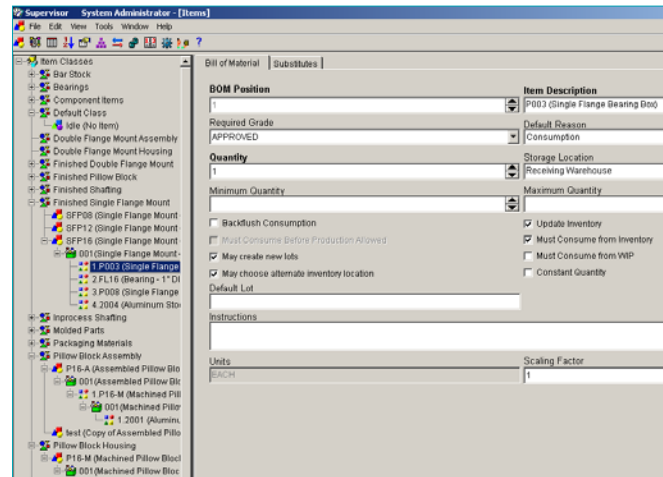 Supervisor System Administrator - [Items]
File Edit View Tools Window Help
?
Item Classes
Bar Stock
Bearings
Component Items
Default Class
Idle (No Item)
Double Flange Mount Assembly
Double Flange Mount Housing
Finished Double Flange Mount
Finished Pillow Block
Finished Shafting
Finished Single Flange Mount
SFP08 (Single Flange Mount -
SFP12 (Single Flange Mount -
SFP16 (Single Flange Mount -
001(Single Flange Mount -
1.P003 (Single Flange
2.FL16 (Bearing - 1" DI
3.P008 (Single Flange
4.2004 (Aluminum Sto
Inprocess Shafting
Molded Parts
Packaging Materials
Pillow Block Assembly
P16-A (Assembled Pillow Blo
001(Assembled Pillow Blo
1.P16-M (Machined Pill
001(Machined Pillo
1.2001 (Aluminu
test (Copy of Assembled Pillo
Pillow Block Housing
P16-M (Machined Pillow Block
001(Machined Pillow Bloc
Bill of Material Substitutes
BOM Position Item Description
1 P003 (Single Flange Bearing Box)
Required Grade Default Reason
APPROVED Consumption
Quantity Storage Location
1 Receiving Warehouse
Minimum Quantity Maximum Quantity
Backflush Consumption Update Inventory
Must Consume Before Production Allowed Must Consume from Inventory
May create new lots Must Consume from WIP
May choose alternate inventory location Constant Quantity
Default Lot
Instructions
Units Scaling Factor
EACH 1